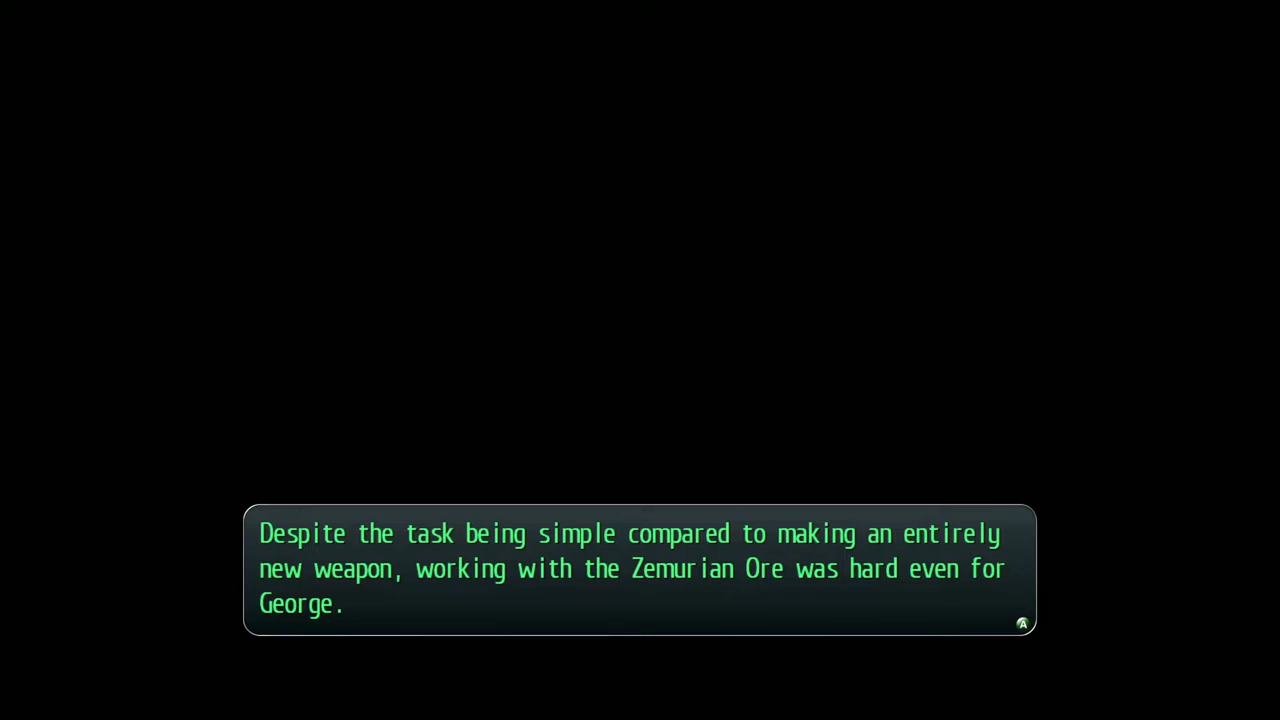 Despite the task being simple compared to making an entirely
new weapon, working with the Zemurian Ore was hard even for
George.
A